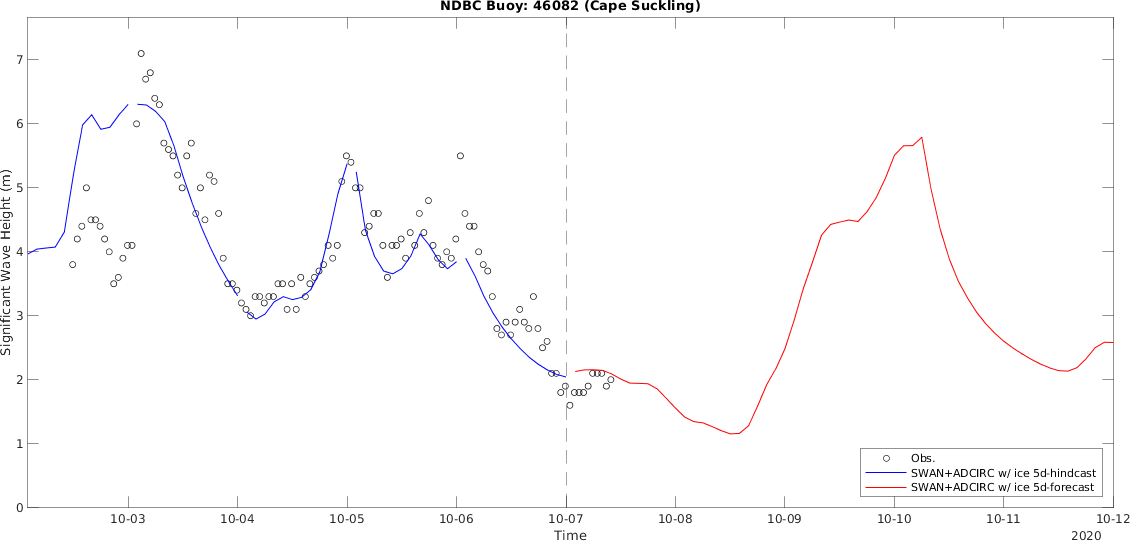 NDBC Buoy: 46082 (Cape Suckling)
Significant Wave Height (m)
7
6
5
4
3
2
1
0
Obs.
SWAN+ADCIRC w/ ice 5d-hindcast
SWAN+ADCIRC w/ ice 5d-forecast
10-03 10-04 10-05 10-06 10-07 10-08 10-09 10-10 10-11 10-12
Time
2020